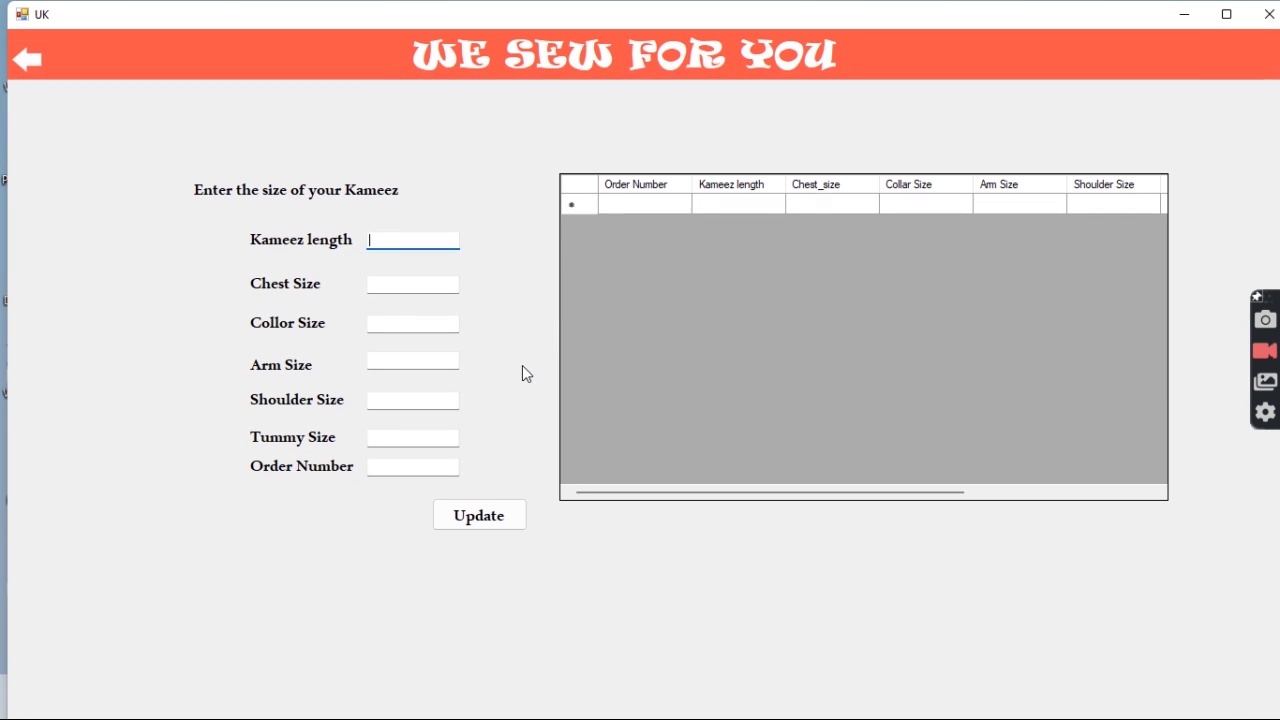 UK
WE SEW FOR YOU
Enter the size of your Kameez
Kameez length
Chest Size
Collor Size
Arm Size
Shoulder Size
Tummy Size
Order Number
Update
Order Number Kameez length Chest_size Collar Size Arm Size Shoulder Size